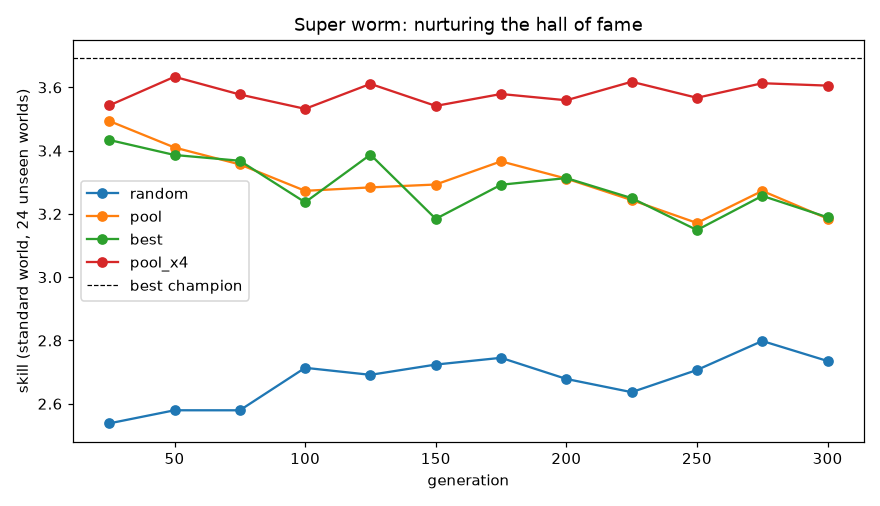 Super worm: nurturing the hall of fame
skill (standard world, 24 unseen worlds)
3.6
3.4
3.2
3.0
2.8
2.6
random
pool
best
pool_x4
best champion
50
100
150
200
250
300
generation